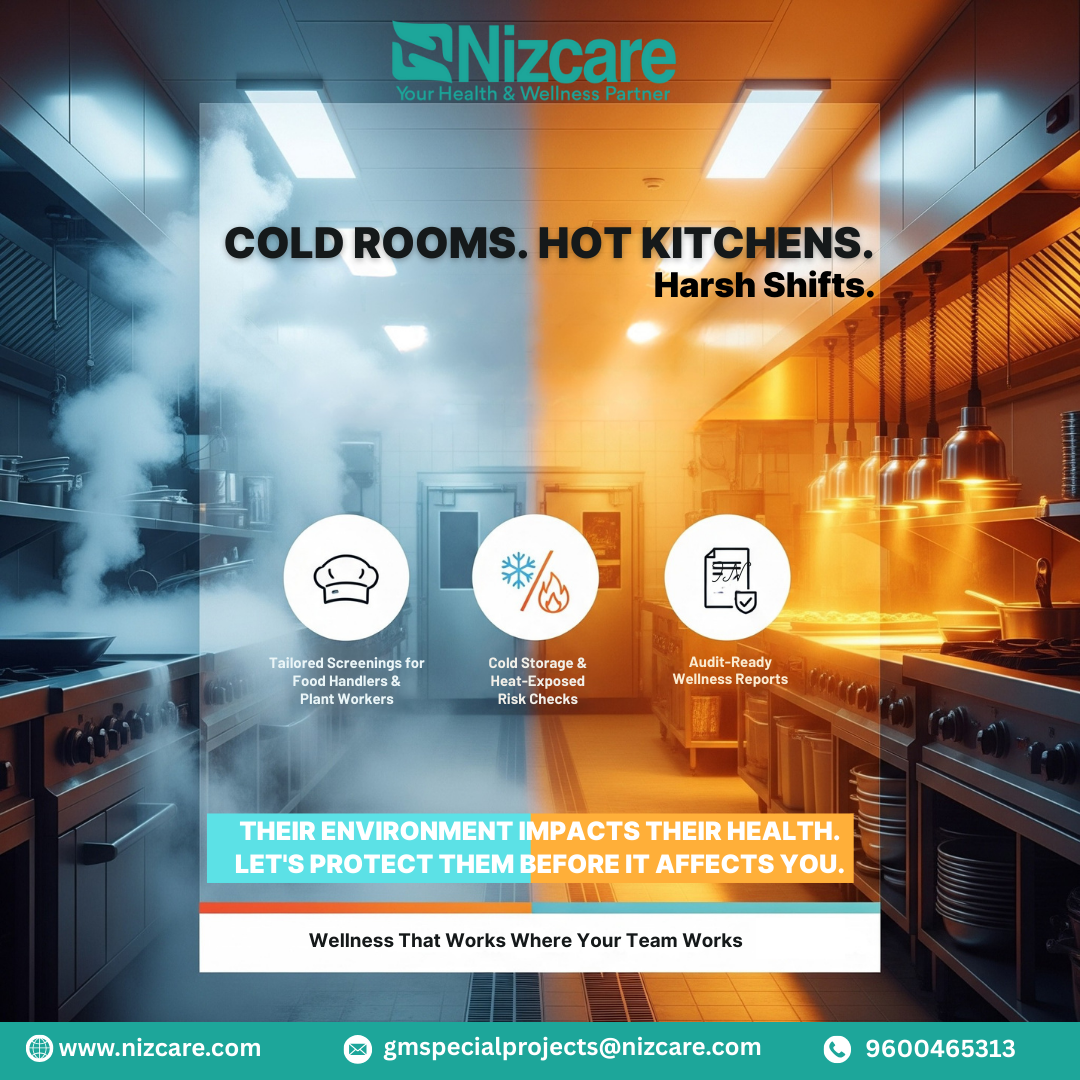 Nizcare
Your Health & Wellness Partner
COLD ROOMS. HOT KITCHENS.
Harsh Shifts.
Tailored Screenings for
Food Handlers &
Plant Workers
Cold Storage &
Heat-Exposed
Risk Checks
Audit-Ready
Wellness Reports
THEIR ENVIRONMENT IMPACTS THEIR HEALTH.
LET'S PROTECT THEM BEFORE IT AFFECTS YOU.
Wellness That Works Where Your Team Works
www.nizcare.com
gmspecialprojects@nizcare.com
9600465313